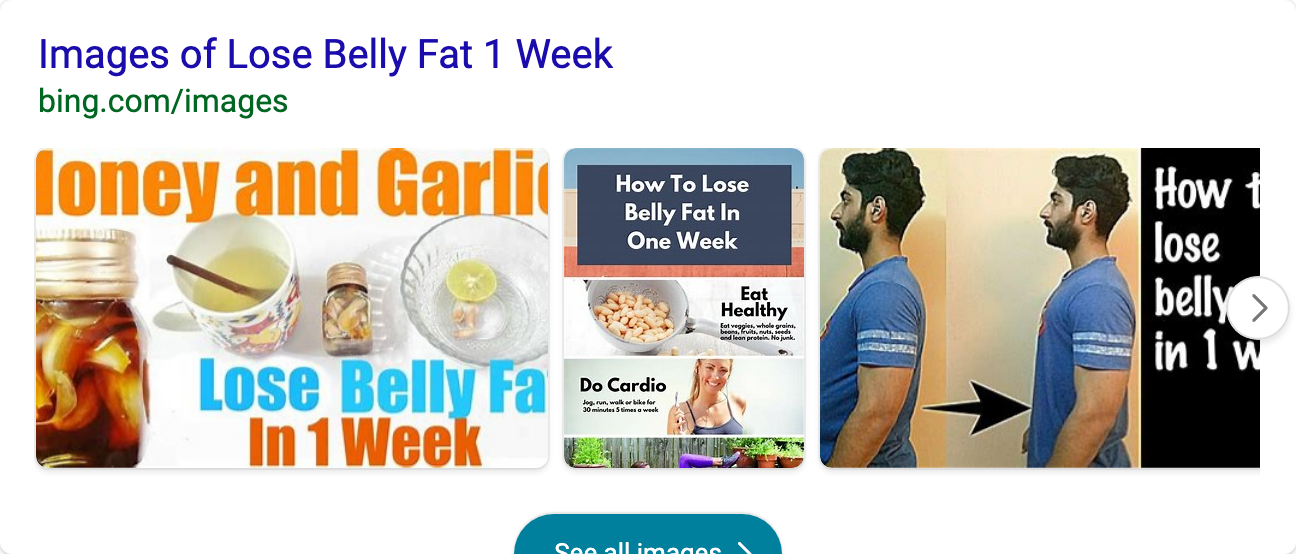 Images of Lose Belly Fat 1 Week
bing.com/images
Honey and Garlic
Lose Belly Fat
In 1 Week
How To Lose
Belly Fat In
One Week
Eat
Healthy
Eat veggies, whole grains,
beans, fruits, nuts, seeds
and lean protein. No junk.
Do Cardio
Jog, run, walk or bike for
30 minutes 5 times a week
How t
lose
belly
in 1 w
See all images